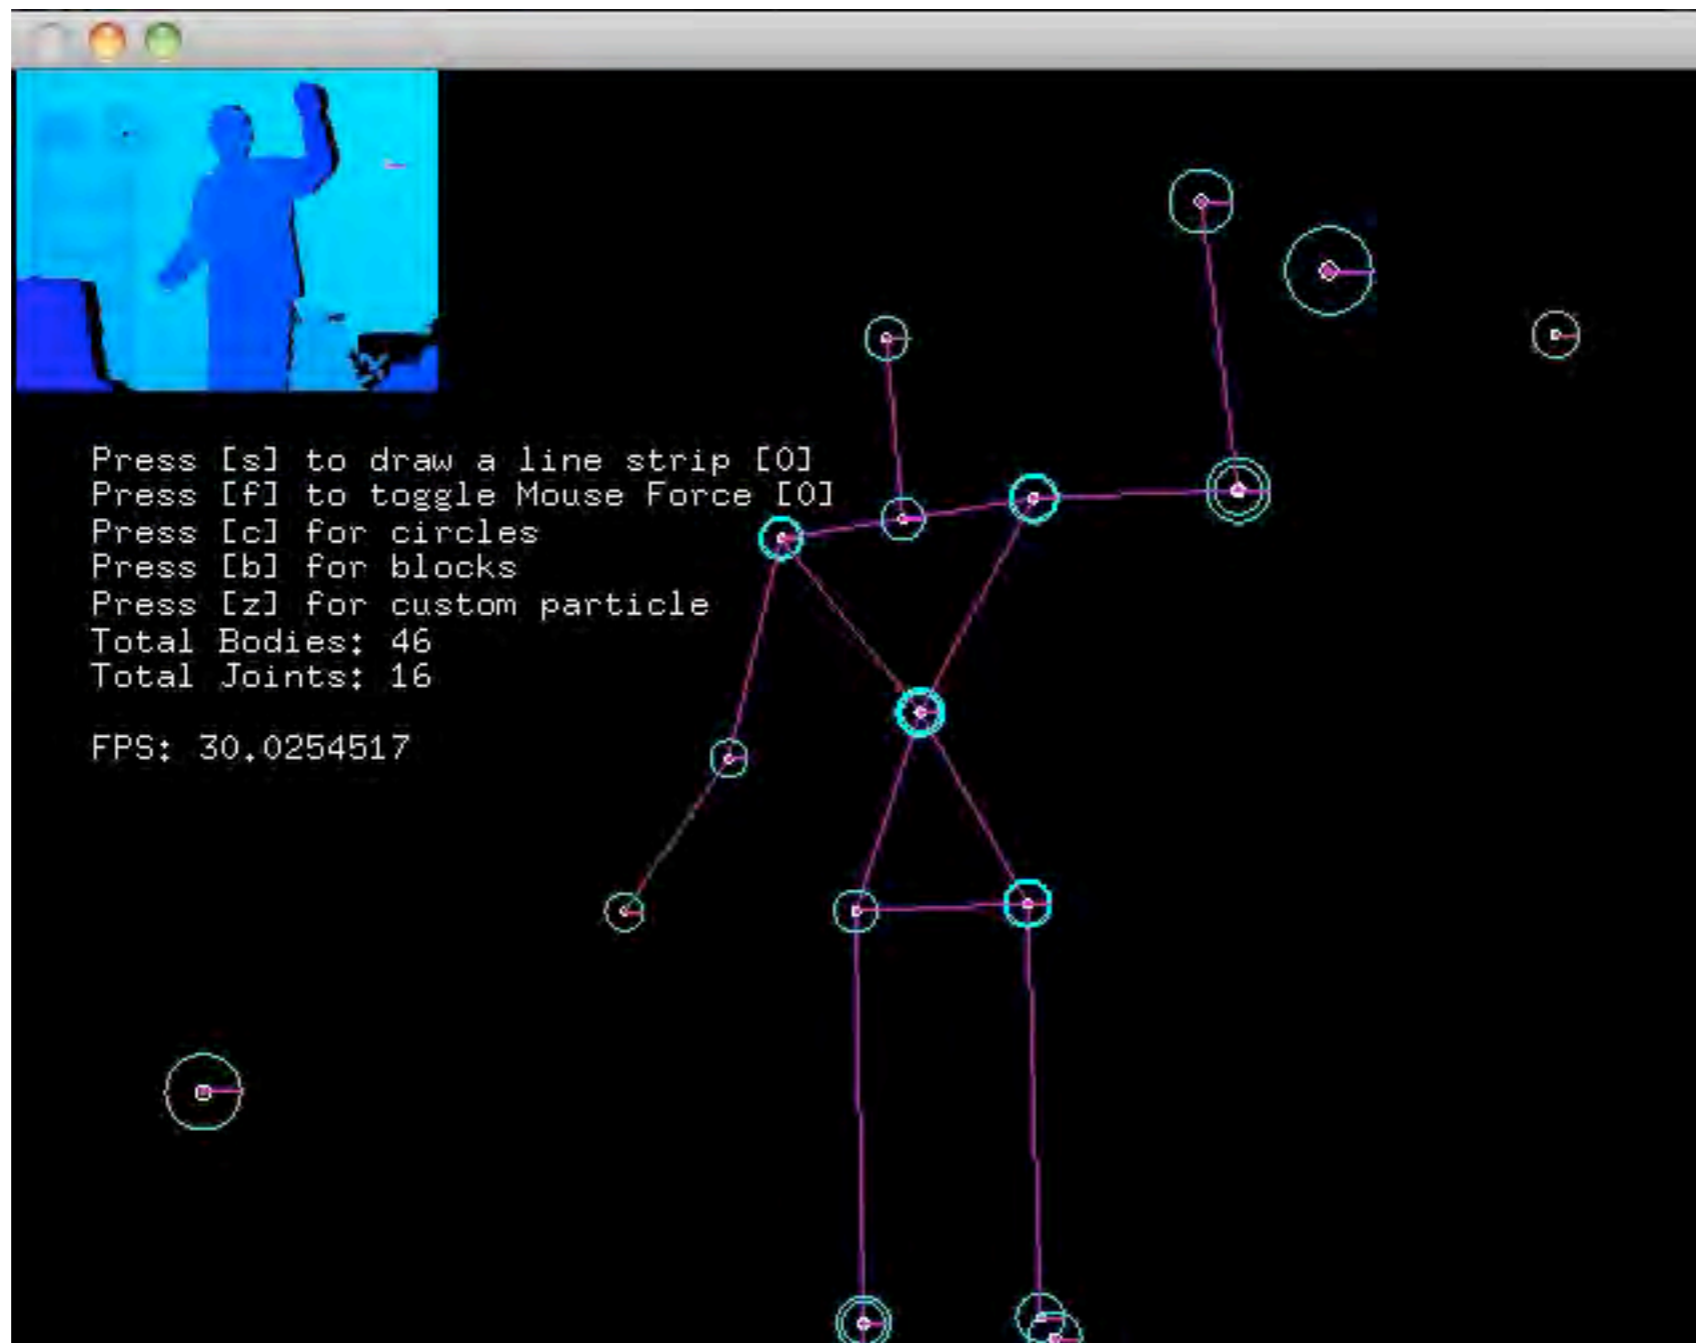 Press [s] to draw a line strip [0]
Press [f] to toggle Mouse Force [0]
Press [c] for circles
Press [b] for blocks
Press [z] for custom particle
Total Bodies: 46
Total Joints: 16
FPS: 30.0254517